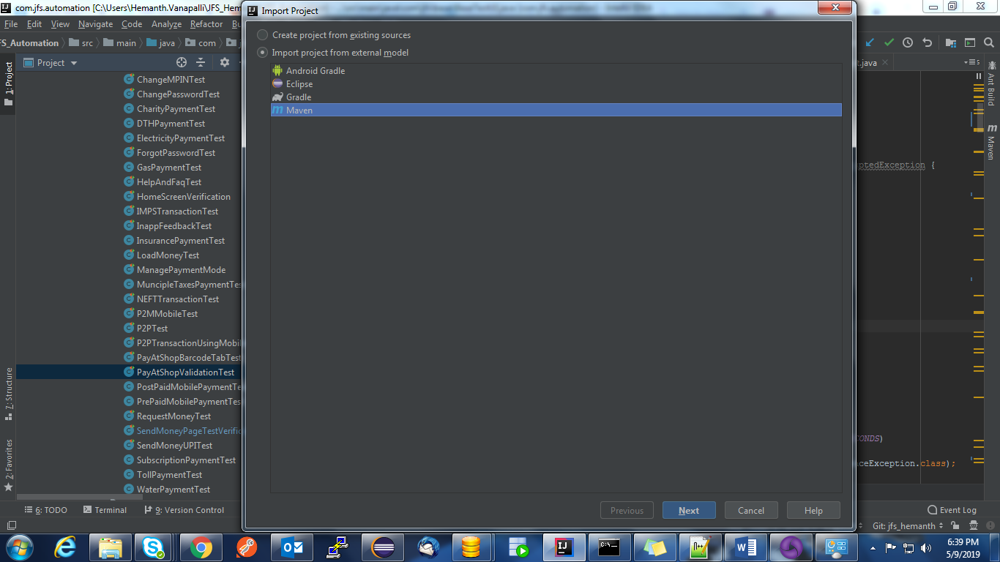 com.jfs.automation [C:\Users\Hemanth.Vanapalli\JFS_Hem
Import Project
File Edit View Navigate Code Analyze Refactor Bu
FS_Automation src main java com
Project
1: Project
ChangeMPINTest
ChangePasswordTest
CharityPaymentTest
DTHPaymentTest
ElectricityPaymentTest
ForgotPasswordTest
GasPaymentTest
HelpAndFaqTest
HomeScreenVerification
IMPSTransactionTest
InappFeedbackTest
InsurancePaymentTest
LoadMoneyTest
ManagePaymentMode
MuncipleTaxesPaymentTes
NEFTTransactionTest
P2MMobileTest
P2PTest
P2PTransactionUsingMobil
PayAtShopBarcodeTabTest
PayAtShopValidationTest
PostPaidMobilePaymentTe
PrePaidMobilePaymentTes
RequestMoneyTest
SendMoneyPageTestVerific
SendMoneyUPITest
SubscriptionPaymentTest
TollPaymentTest
WaterPaymentTest
7: Structure
2: Favorites
6: TODO Terminal 9: Version Control
Create project from existing sources
Import project from external model
Android Gradle
Eclipse
Gradle
Maven
Previous Next Cancel Help
t.java
5
Ant Build
Maven
ptedException {
CONDS)
nceException.class);
Event Log
Git: jfs_hemanth
6:39 PM
5/9/2019